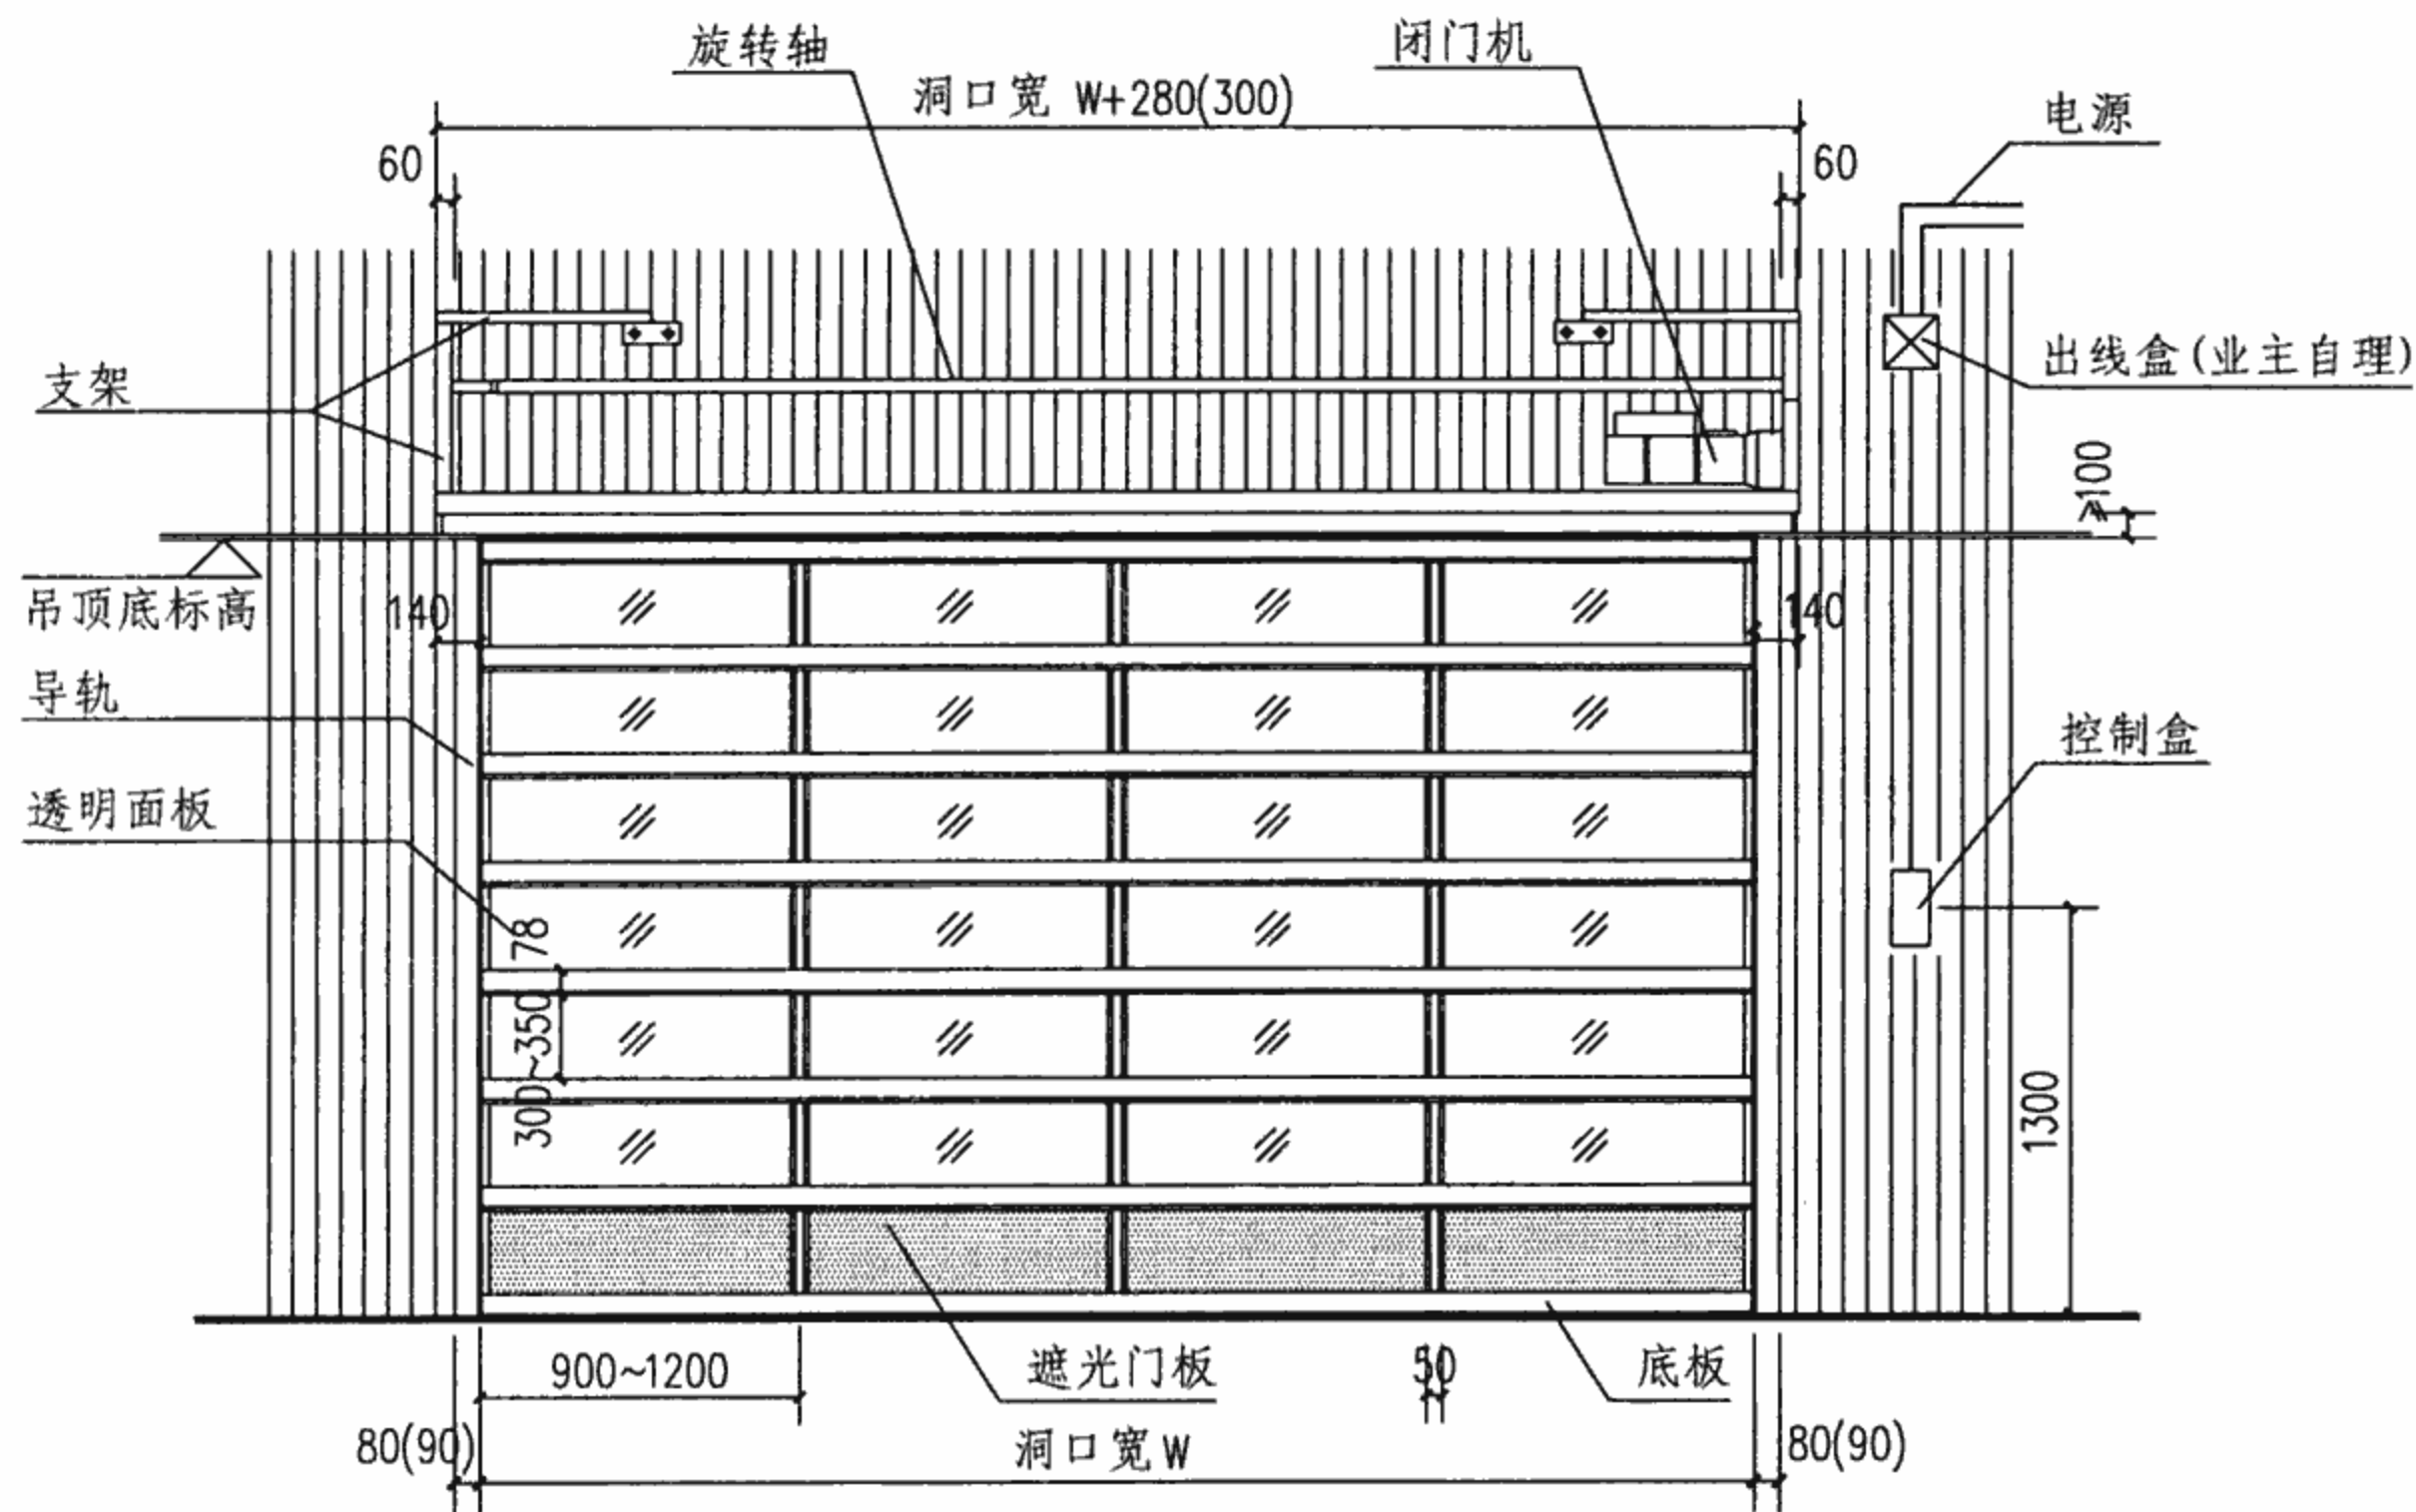 旋转轴
闭门机
洞口宽 W+280(300)
电源
60
60
支架
出线盒(业主自理)
≥100
吊顶底标高
140
140
导轨
控制盒
透明面板
78
300~350
1300
900~1200
遮光门板
50
底板
80(90)
洞口宽 W
80(90)